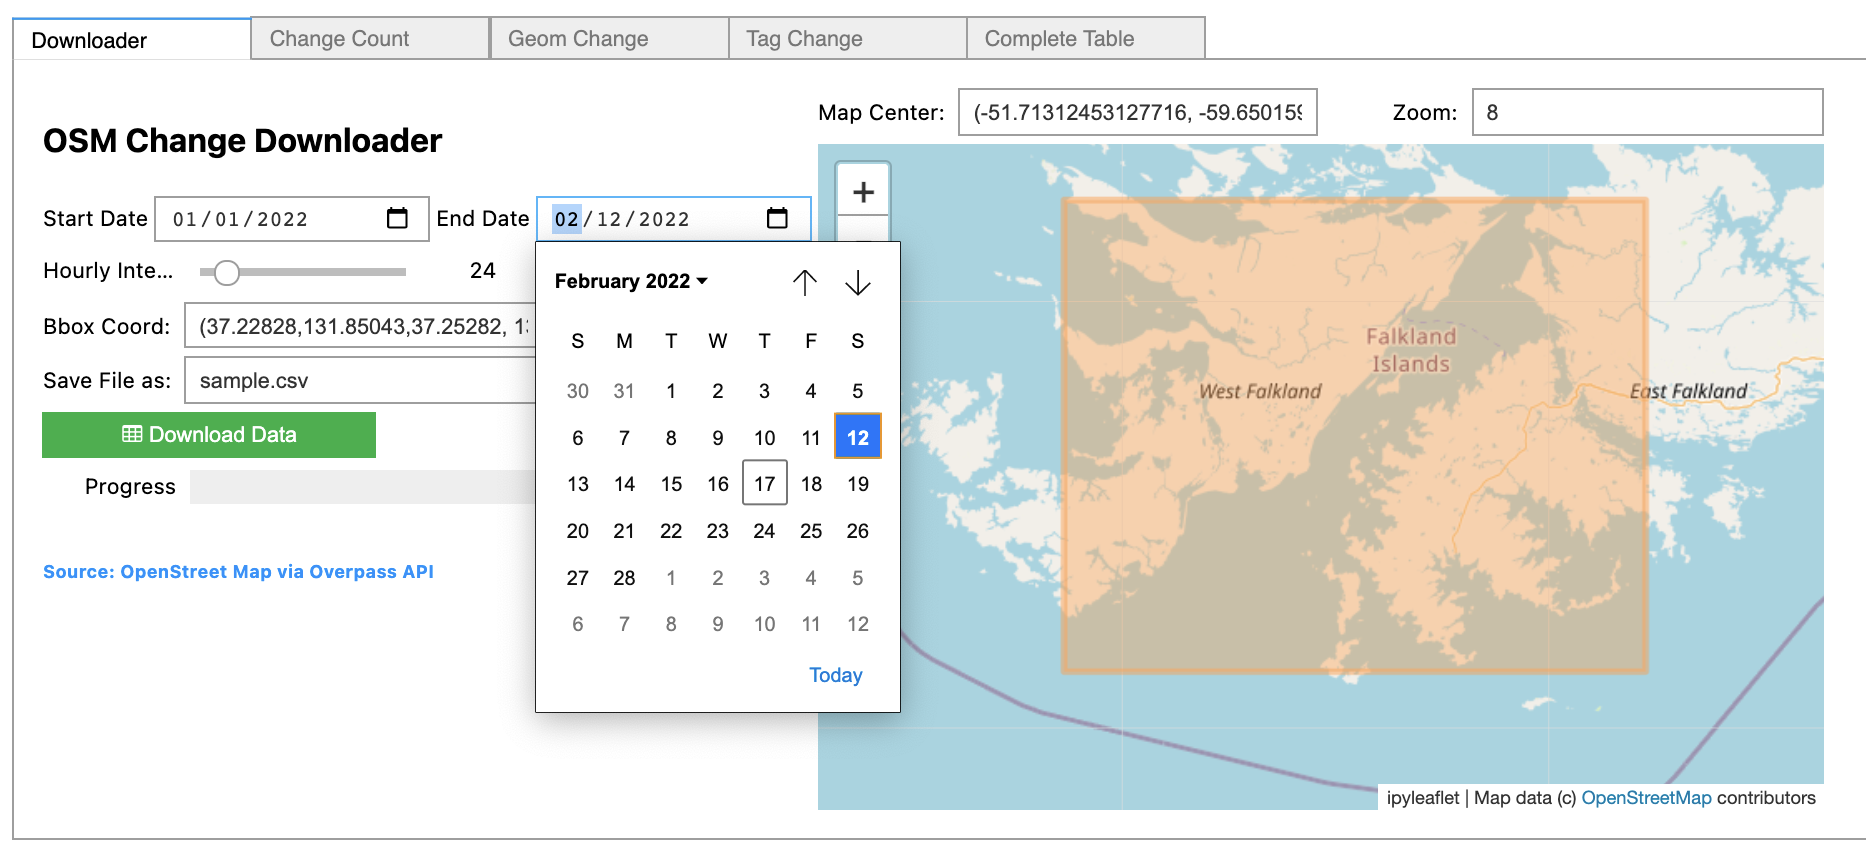 Downloader Change Count Geom Change Tag Change Complete Table
Map Center: (-51.71312453127716, -59.650159 Zoom: 8
OSM Change Downloader
Start Date 01/01/2022 End Date 02/12/2022
Hourly Inte... 24
Bbox Coord: (37.22828,131.85043,37.25282, 13
Save File as: sample.csv
Download Data
Progress
Source: OpenStreet Map via Overpass API
February 2022
S M T W T F S
30 31 1 2 3 4 5
6 7 8 9 10 11 12
13 14 15 16 17 18 19
20 21 22 23 24 25 26
27 28 1 2 3 4 5
6 7 8 9 10 11 12
Today
+
Falkland
Islands
West Falkland
East Falkland
ipyleaflet | Map data (c) OpenStreetMap contributors